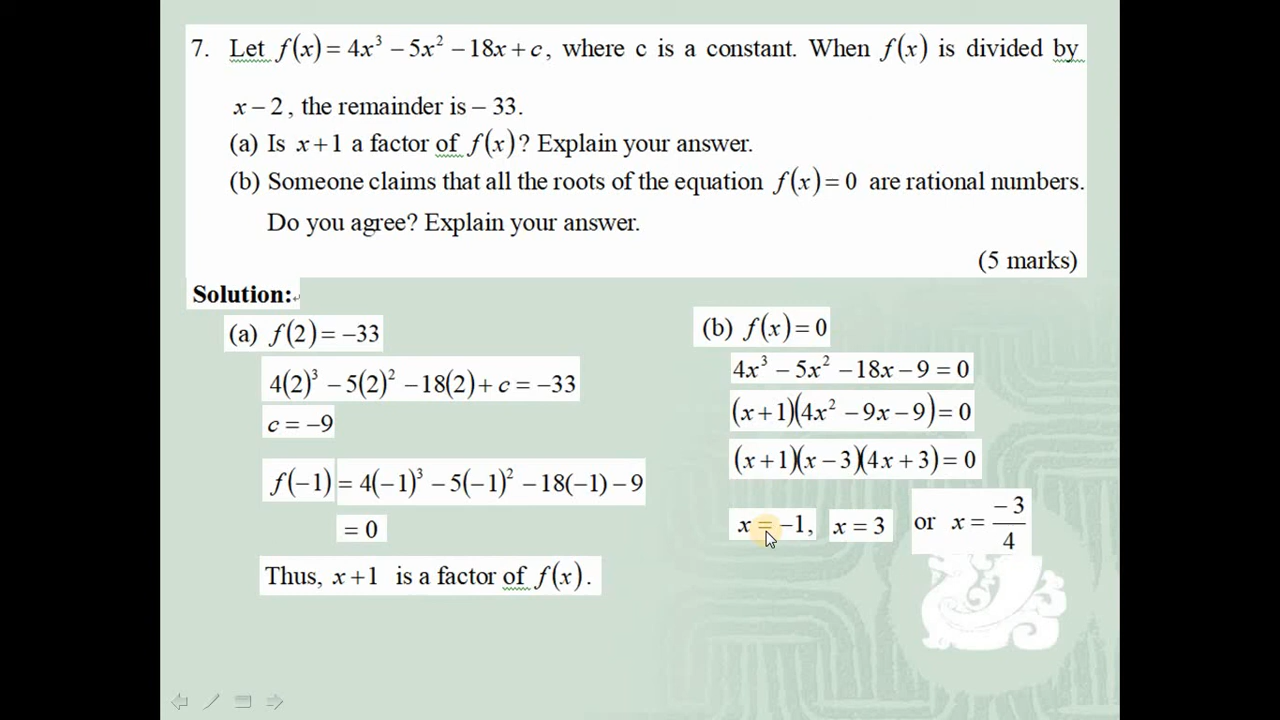 7. Let f(x) = 4x³ − 5x² − 18x + c, where c is a constant. When f(x) is divided by
x − 2, the remainder is − 33.
(a) Is x + 1 a factor of f(x)? Explain your answer.
(b) Someone claims that all the roots of the equation f(x) = 0 are rational numbers.
Do you agree? Explain your answer.
(5 marks)
Solution:
(a) f(2) = −33
4(2)³ − 5(2)² − 18(2) + c = −33
c = −9
f(−1) = 4(−1)³ − 5(−1)² − 18(−1) − 9
= 0
Thus, x + 1 is a factor of f(x).
(b) f(x) = 0
4x³ − 5x² − 18x − 9 = 0
(x + 1)(4x² − 9x − 9) = 0
(x + 1)(x − 3)(4x + 3) = 0
x = −1, x = 3 or x = −3/4